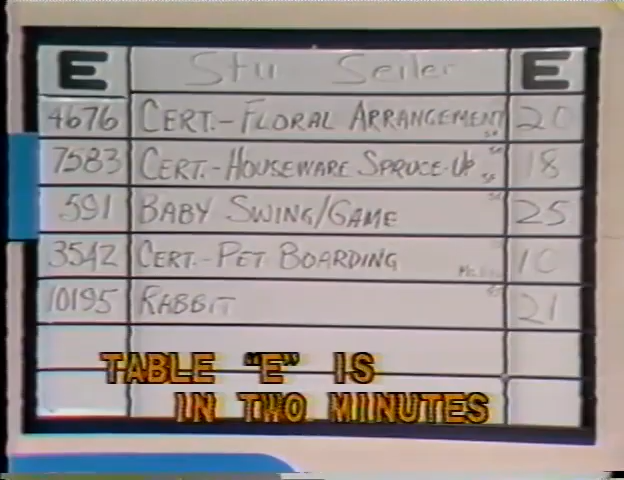 E Stu Seiler E
4676 CERT.-FLORAL ARRANGEMENT 20
7583 CERT.-HOUSEWARE SPRUCE-UP 18
591 BABY SWING/GAME 25
3542 CERT.-PET BOARDING 10
10195 RABBIT 21
TABLE "E" IS
IN TWO MINUTES